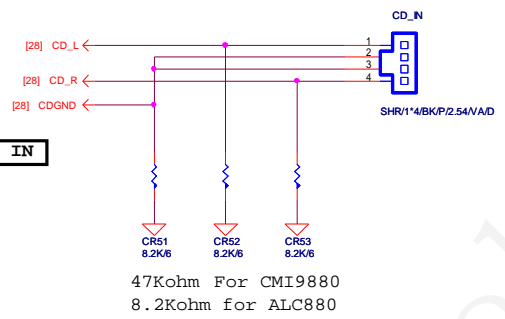 CD_IN
[28] CD_L
1
2
3
[28] CD_R
4
[28] CDGND
SHR/1*4/BK/P/2.54/VA/D
IN
CR51 CR52 CR53
8.2K/6 8.2K/6 8.2K/6
47Kohm For CMI9880
8.2Kohm for ALC880